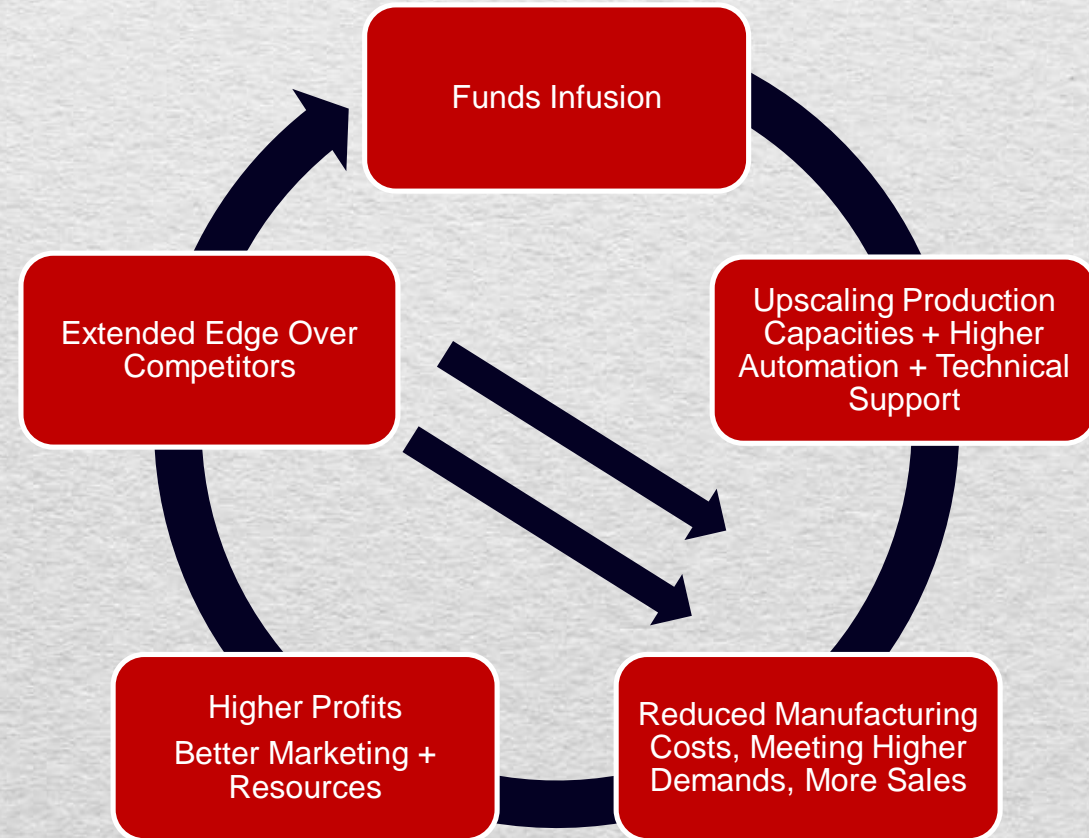 Funds Infusion
Upscaling Production
Capacities + Higher
Automation + Technical
Support
Reduced Manufacturing
Costs, Meeting Higher
Demands, More Sales
Higher Profits
Better Marketing +
Resources
Extended Edge Over
Competitors